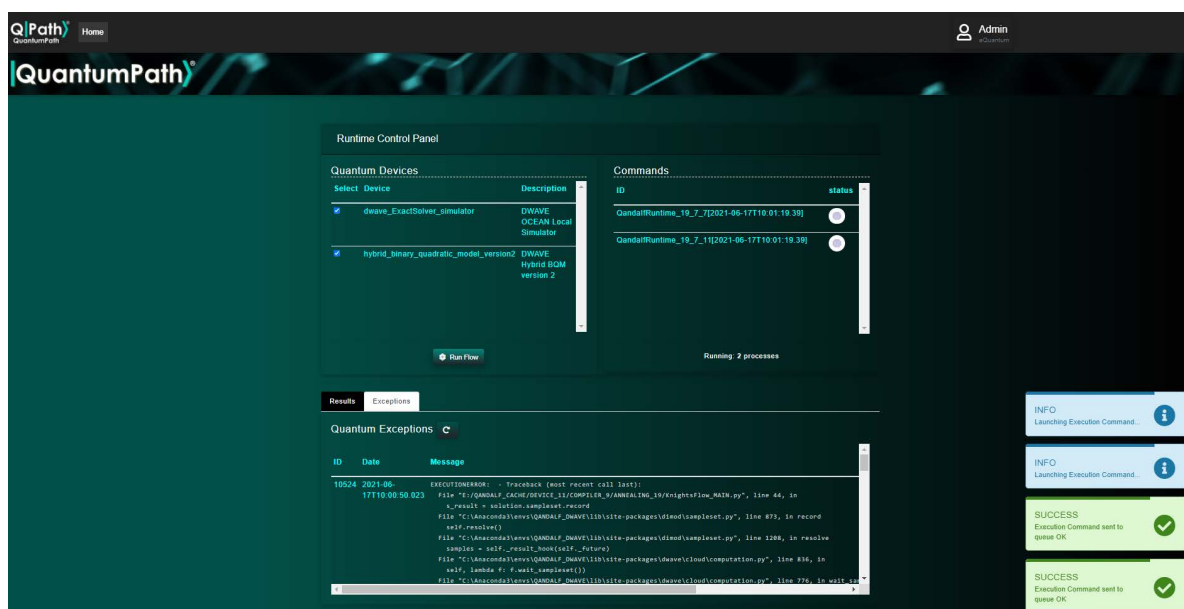 Q|Path⟩®
QuantumPath
Home
Admin
aQuantum
|QuantumPath⟩®
Runtime Control Panel
Quantum Devices
Select Device Description
dwave_ExactSolver_simulator
DWAVE
OCEAN Local
Simulator
hybrid_binary_quadratic_model_version2
DWAVE
Hybrid BQM
version 2
Run Flow
Commands
ID status
QandalfRuntime_19_7_7[2021-06-17T10:01:19.39]
QandalfRuntime_19_7_11[2021-06-17T10:01:19.39]
Running: 2 processes
Results Exceptions
Quantum Exceptions
ID Date Message
10524 2021-06-
17T10:00:50.023
EXECUTIONERROR: - Traceback (most recent call last):
File "E:/QANDALF_CACHE/DEVICE_11/COMPILER_9/ANNEALING_19/KnightsFlow_MAIN.py", line 44, in
s_result = solution.sampleset.record
File "C:\Anaconda3\envs\QANDALF_DWAVE\lib\site-packages\dimod\sampleset.py", line 873, in record
self.resolve()
File "C:\Anaconda3\envs\QANDALF_DWAVE\lib\site-packages\dimod\sampleset.py", line 1208, in resolve
samples = self._result_hook(self._future)
File "C:\Anaconda3\envs\QANDALF_DWAVE\lib\site-packages\dwave\cloud\computation.py", line 836, in
self, lambda f: f.wait_sampleset())
File "C:\Anaconda3\envs\QANDALF_DWAVE\lib\site-packages\dwave\cloud\computation.py", line 776, in
INFO
Launching Execution Command...
INFO
Launching Execution Command...
SUCCESS
Execution Command sent to
queue OK
SUCCESS
Execution Command sent to
queue OK